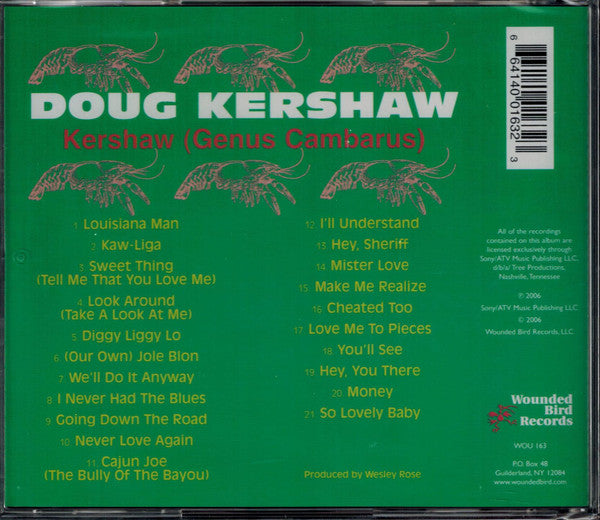 DOUG KERSHAW
Kershaw (Genus Cambarus)
1 Louisiana Man
2 Kaw-Liga
3 Sweet Thing
(Tell Me That You Love Me)
4 Look Around
(Take A Look At Me)
5 Diggy Liggy Lo
6 (Our Own) Jole Blon
7 We'll Do It Anyway
8 I Never Had The Blues
9 Going Down The Road
10 Never Love Again
11 Cajun Joe
(The Bully Of The Bayou)
12 I'll Understand
13 Hey, Sheriff
14 Mister Love
15 Make Me Realize
16 Cheated Too
17 Love Me To Pieces
18 You'll See
19 Hey, You There
20 Money
21 So Lovely Baby
Produced by Wesley Rose
6 64140 01632 3
All of the recordings
contained on this album are
licensed exclusively through
Sony/ATV Music Publishing LLC,
d/b/a/ Tree Productions,
Nashville, Tennessee
℗ 2006
Sony/ATV Music Publishing LLC
© 2006
Wounded Bird Records, LLC
Wounded
Bird
Records
WOU 163
P.O. Box 48
Guilderland, NY 12084
www.woundedbird.com